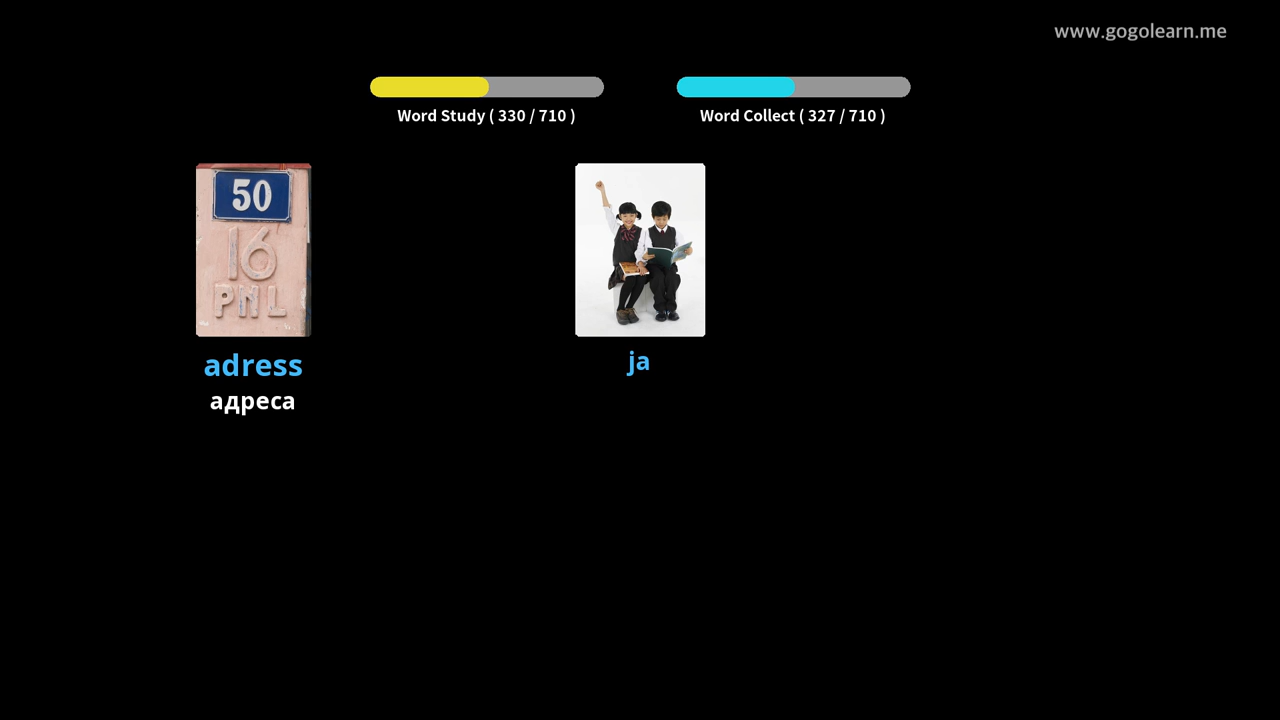 www.gogolearn.me
Word Study ( 330 / 710 )
Word Collect ( 327 / 710 )
50
16
PNL
adress
адреса
ja